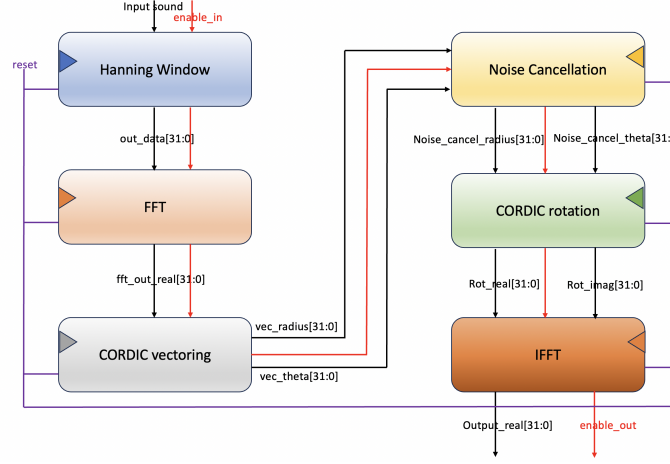 Input sound
enable_in
reset
Hanning Window
out_data[31:0]
FFT
fft_out_real[31:0]
CORDIC vectoring
vec_radius[31:0]
vec_theta[31:0]
Noise Cancellation
Noise_cancel_radius[31:0]
Noise_cancel_theta[31:
CORDIC rotation
Rot_real[31:0]
Rot_imag[31:0]
IFFT
Output_real[31:0]
enable_out